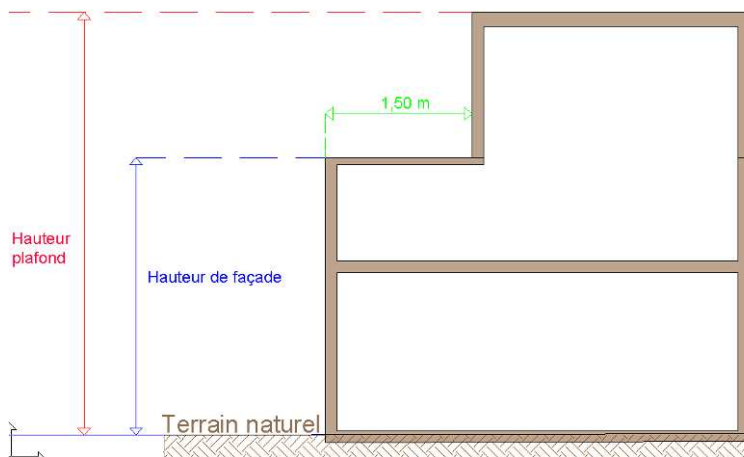 1,50 m
Hauteur
plafond
Hauteur de façade
Terrain naturel